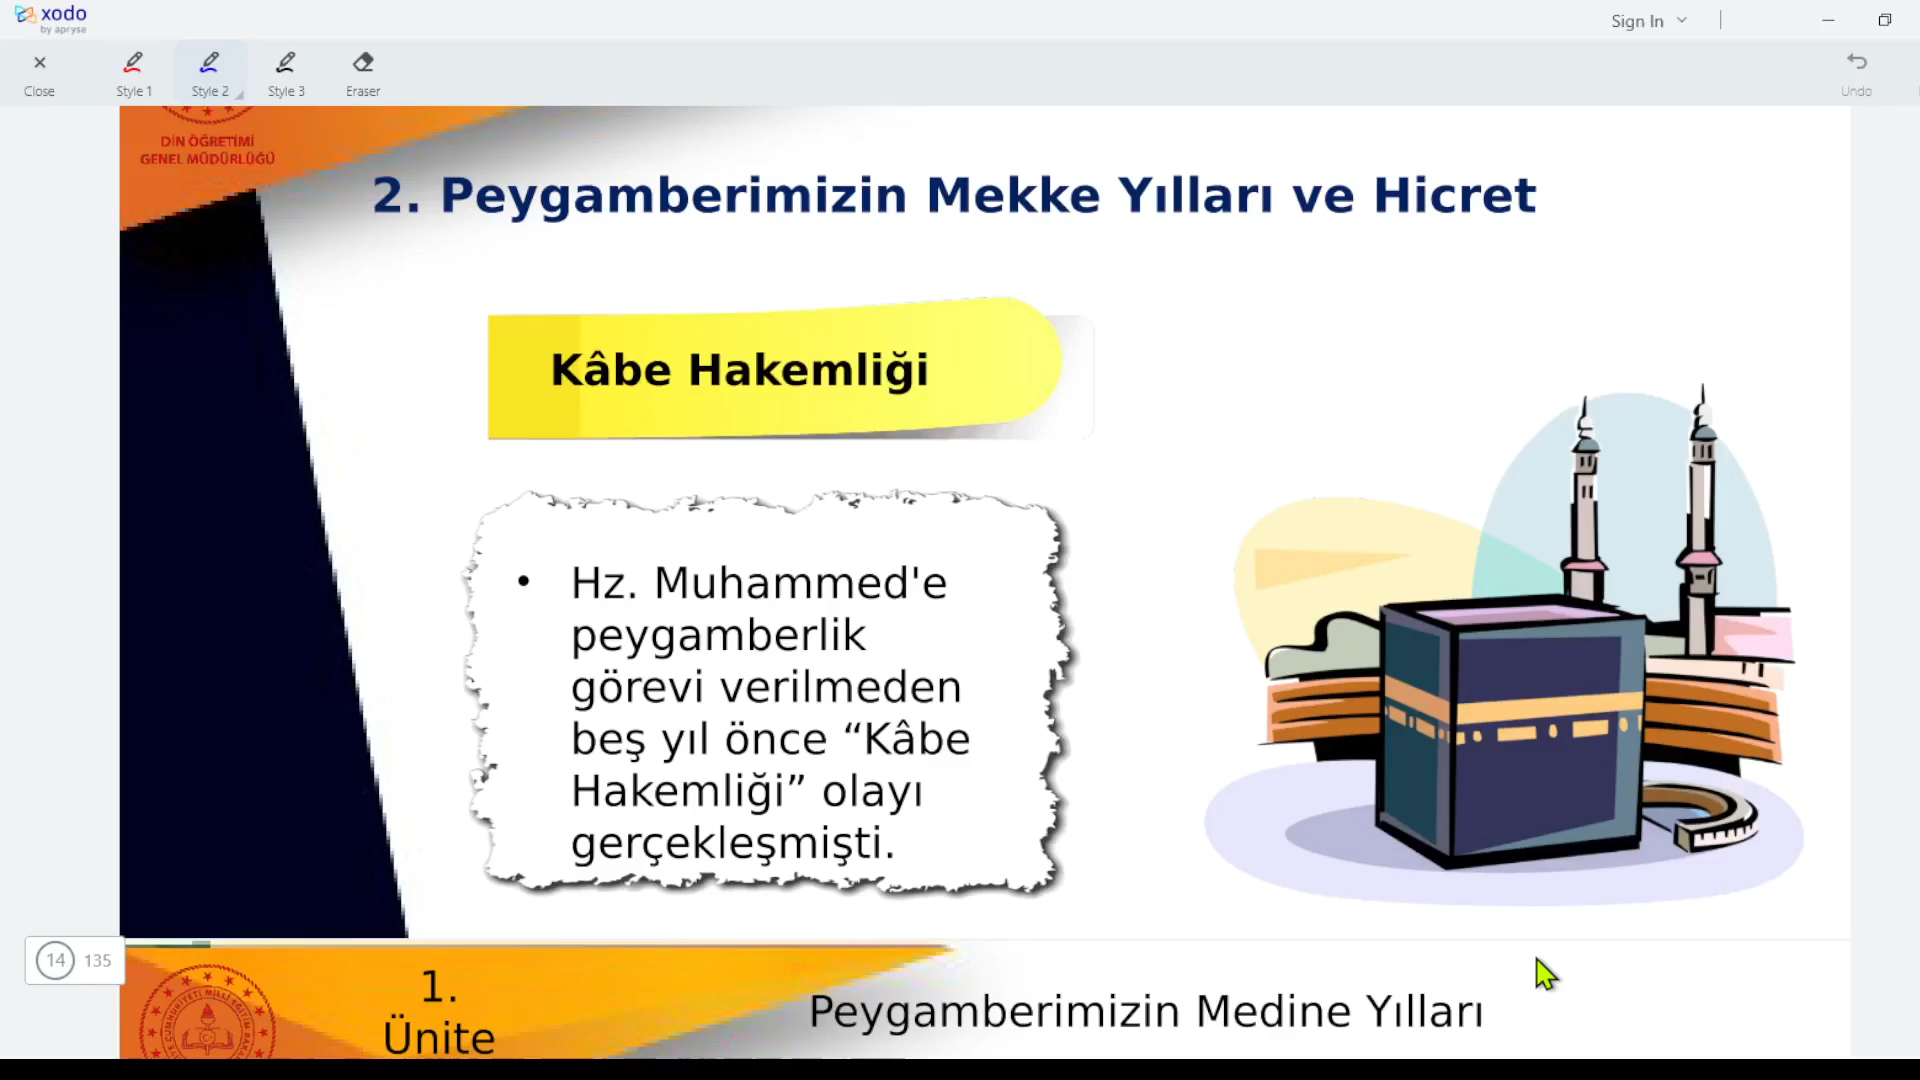 xodo
by apryse
Sign In
Close
Style 1
Style 2
Style 3
Eraser
Undo
DİN ÖĞRETİMİ
GENEL MÜDÜRLÜĞÜ
2. Peygamberimizin Mekke Yılları ve Hicret
Kâbe Hakemliği
• Hz. Muhammed'e
peygamberlik
görevi verilmeden
beş yıl önce “Kâbe
Hakemliği” olayı
gerçekleşmişti.
14 135
1.
Ünite
Peygamberimizin Medine Yılları